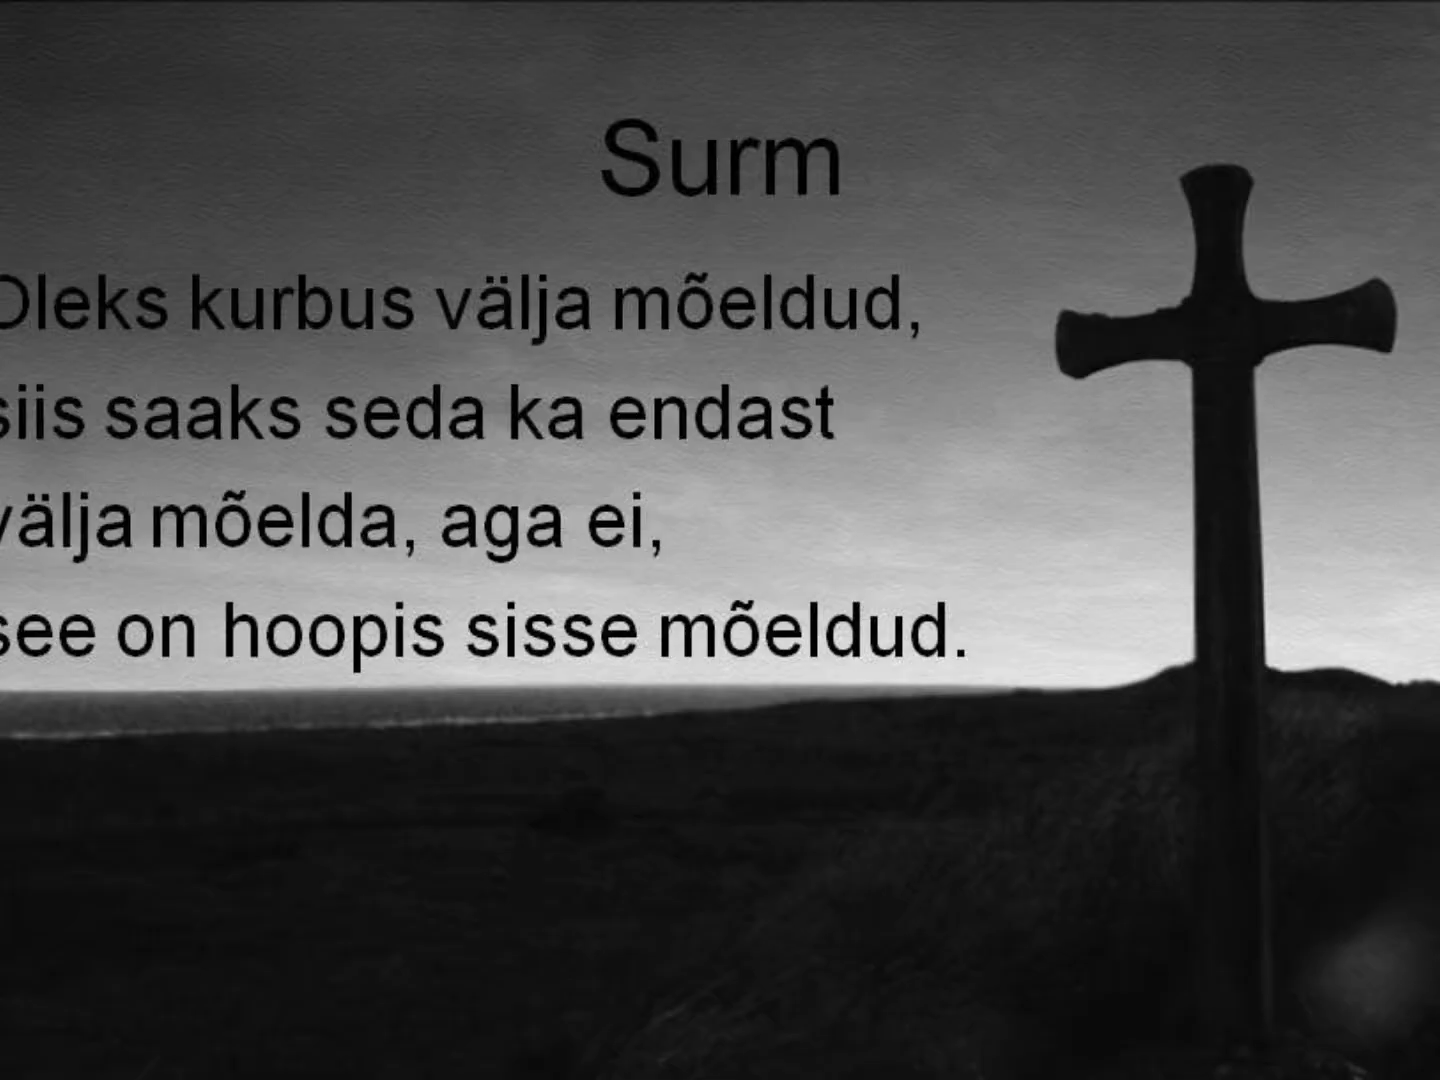 Surm
Oleks kurbus välja mõeldud,
siis saaks seda ka endast
välja mõelda, aga ei,
see on hoopis sisse mõeldud.